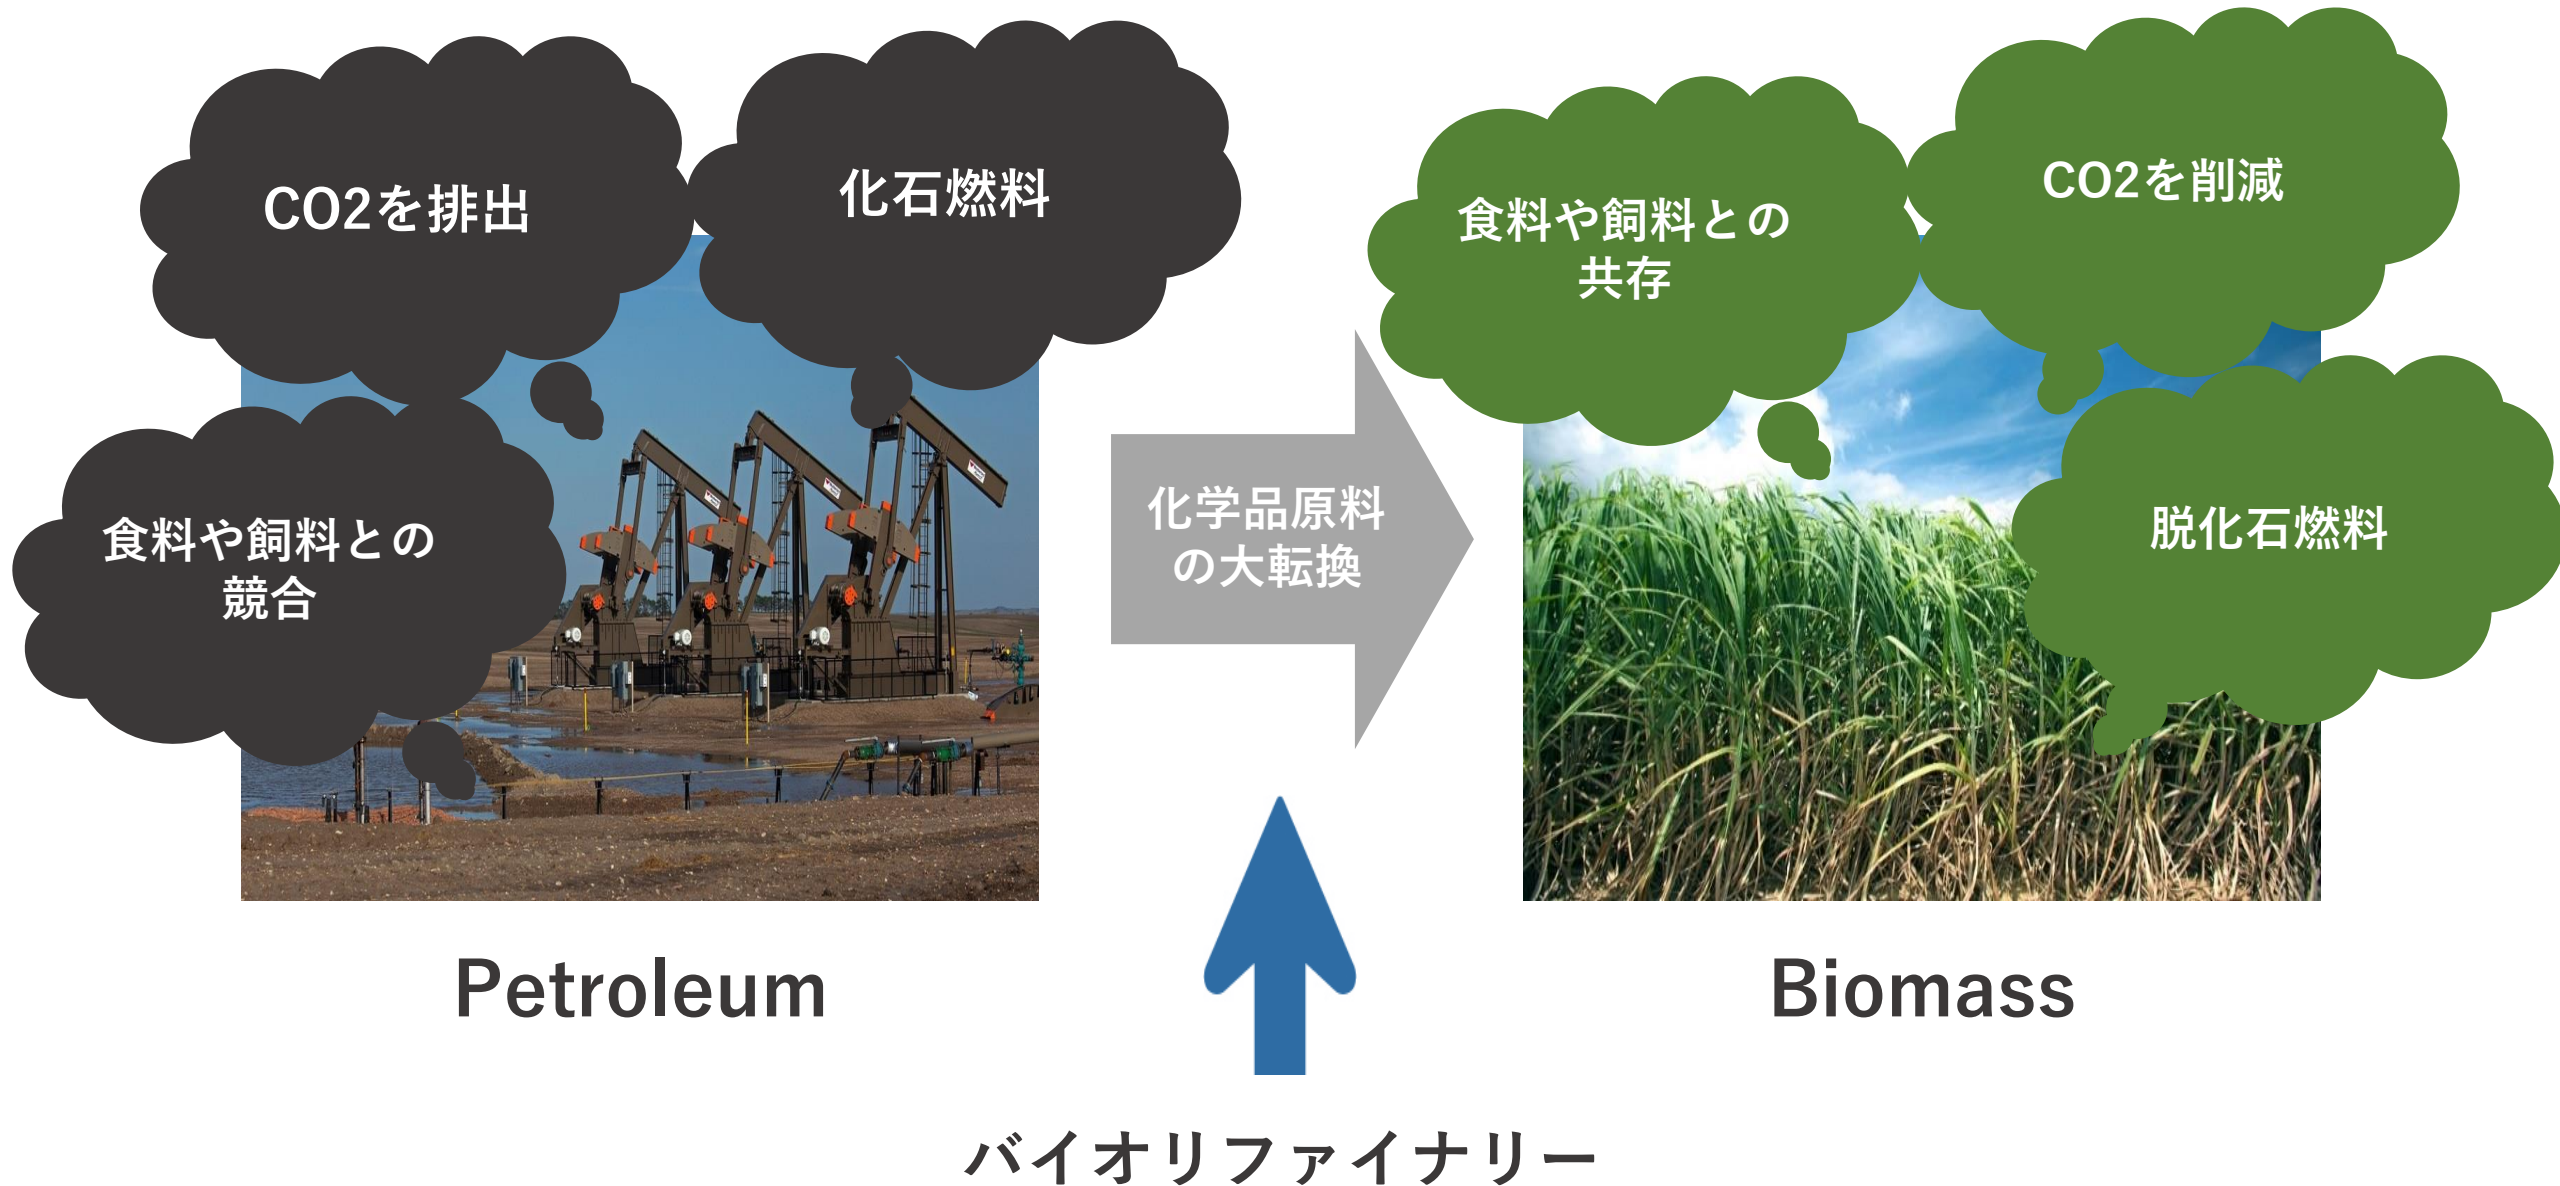 CO2を排出
化石燃料
食料や飼料との
競合
化学品原料
の大転換
食料や飼料との
共存
CO2を削減
脱化石燃料
Petroleum
Biomass
バイオリファイナリー